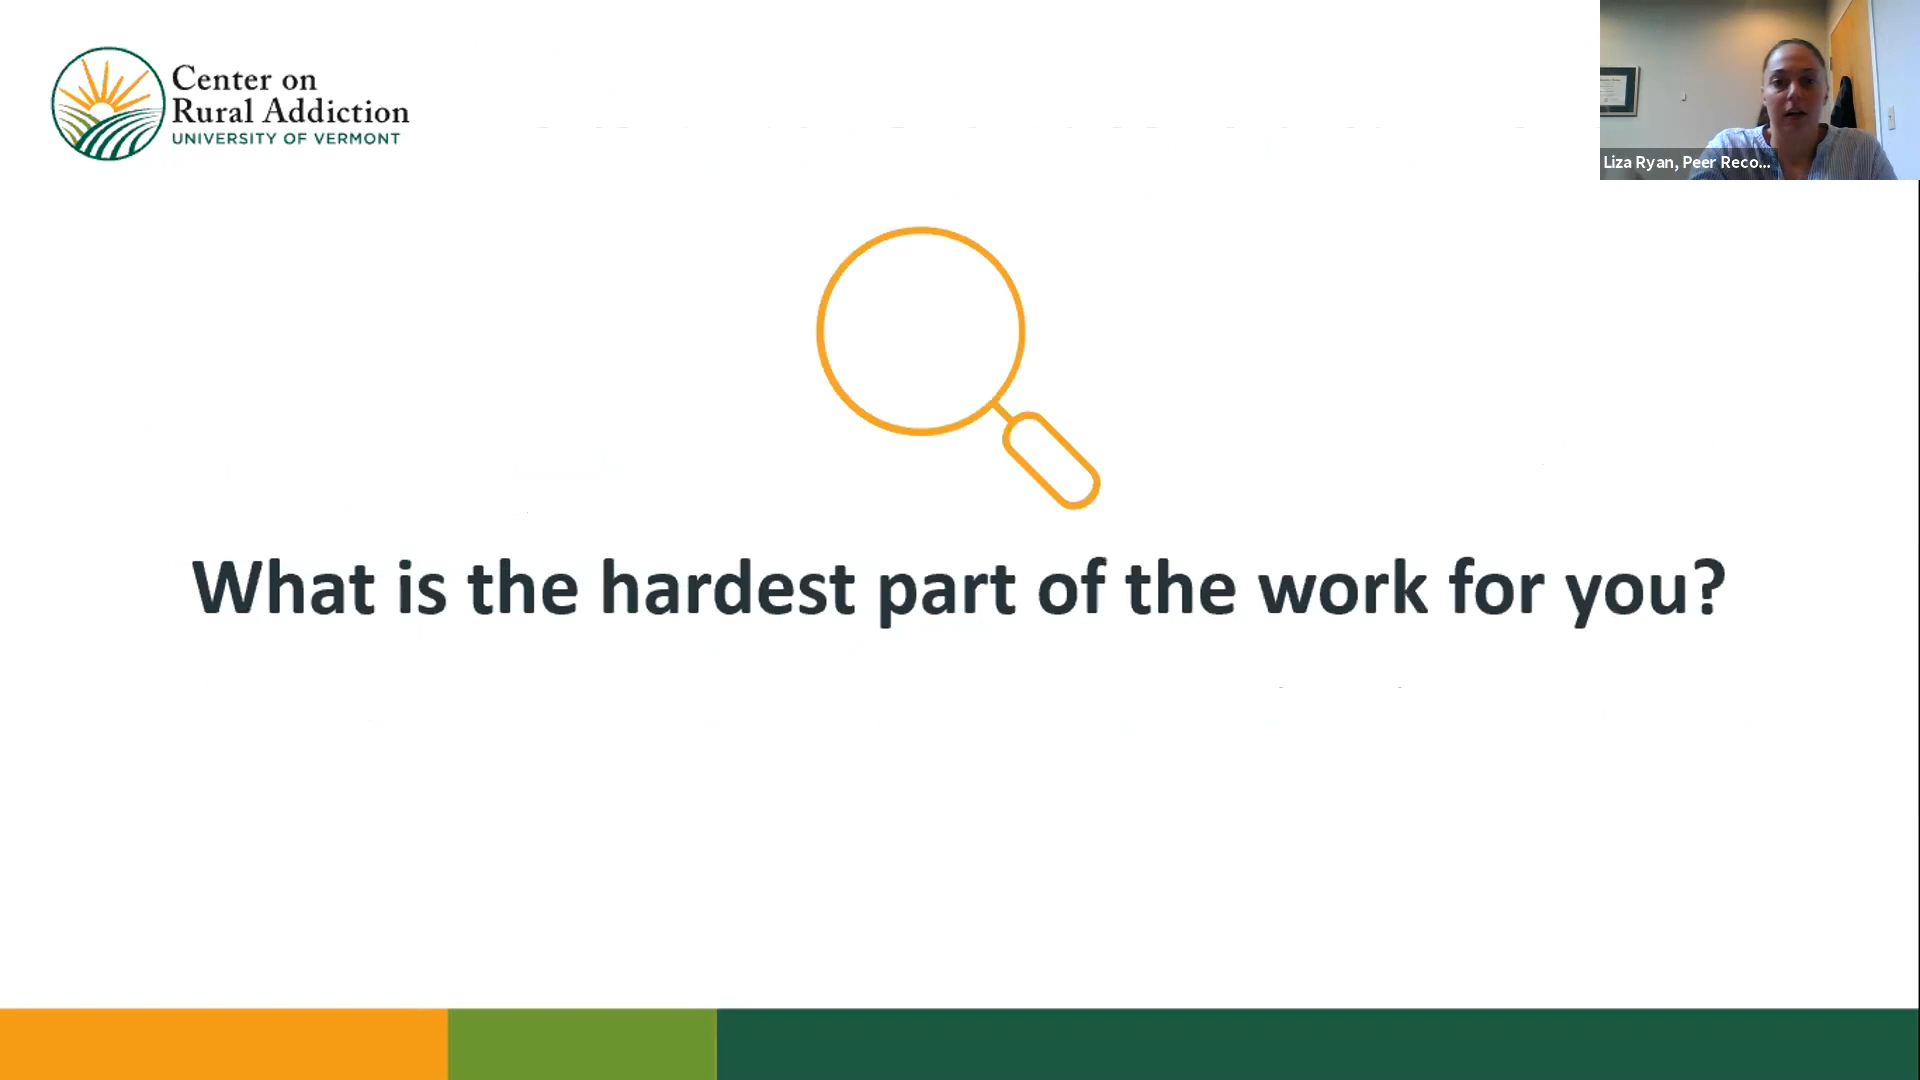 Center on
Rural Addiction
UNIVERSITY OF VERMONT
Liza Ryan, Peer Reco...
What is the hardest part of the work for you?